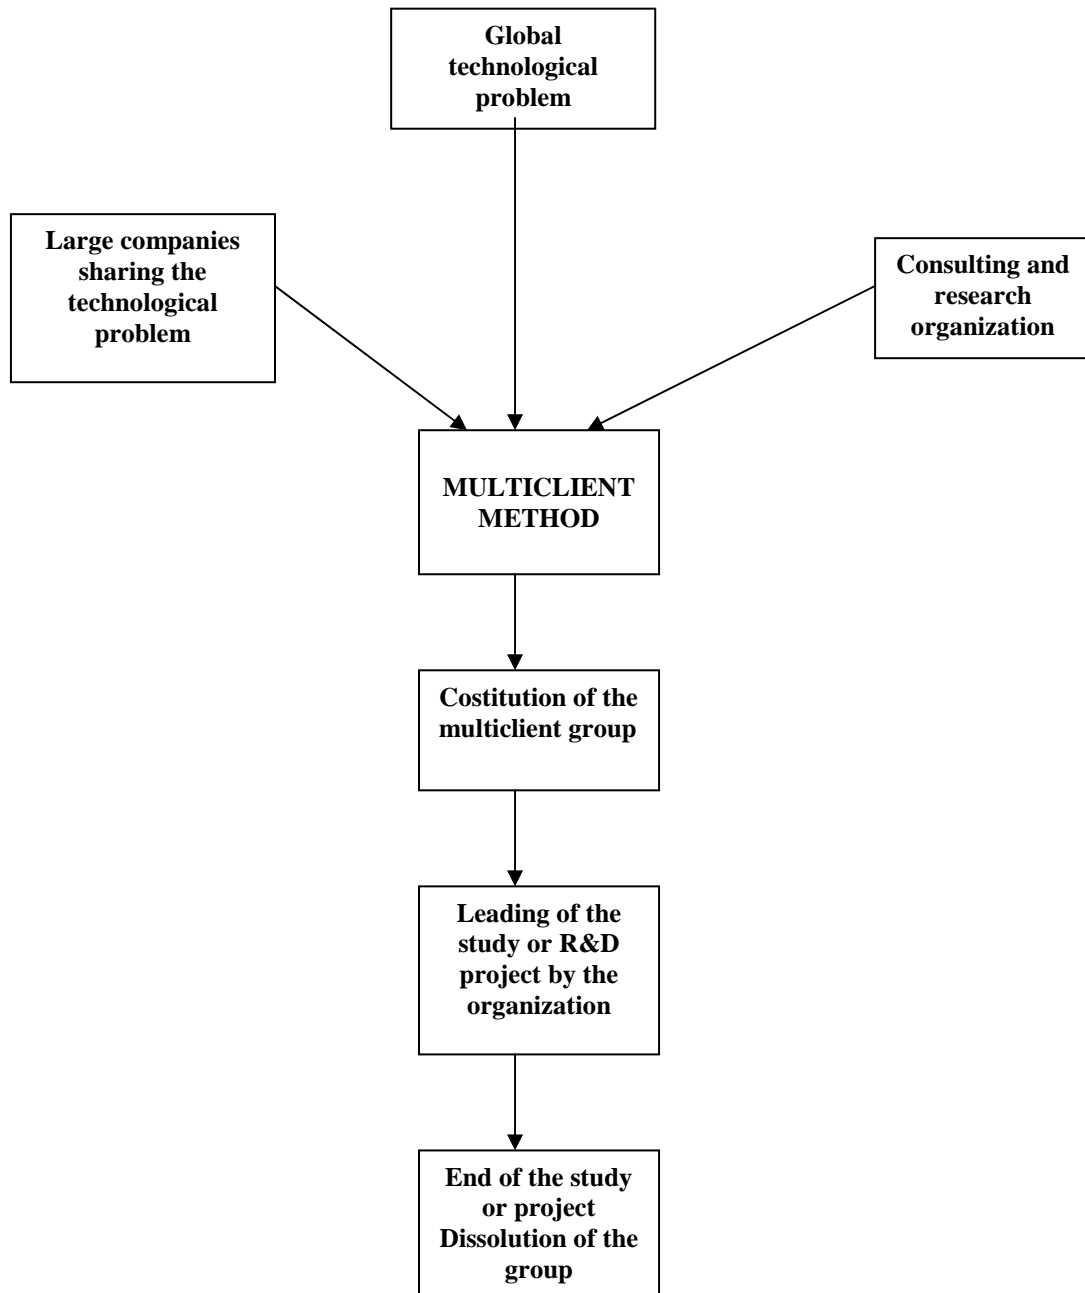 Global
technological
problem
Large companies
sharing the
technological
problem
Consulting and
research
organization
MULTICLIENT
METHOD
Costitution of the
multiclient group
Leading of the
study or R&D
project by the
organization
End of the study
or project
Dissolution of the
group